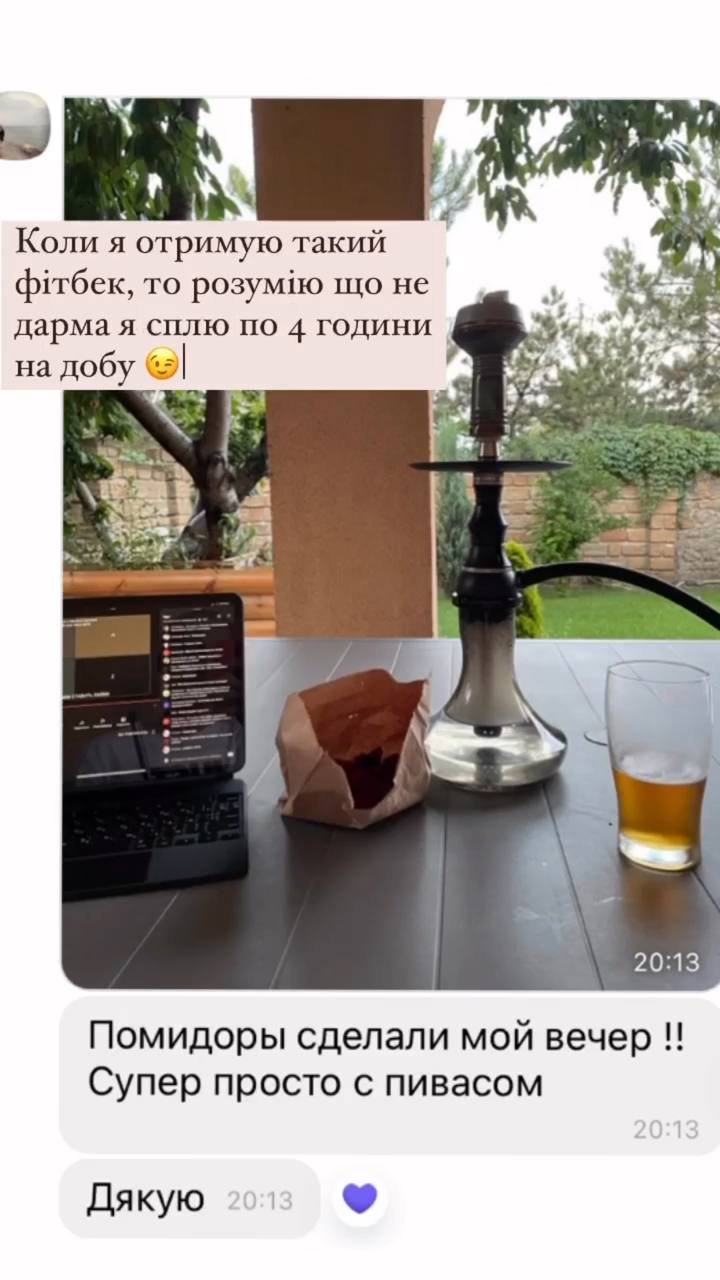 Коли я отримую такий
фітбек, то розумію що не
дарма я сплю по 4 години
на добу 😉
20:13
Помидоры сделали мой вечер !!
Супер просто с пивасом
20:13
Дякую 20:13